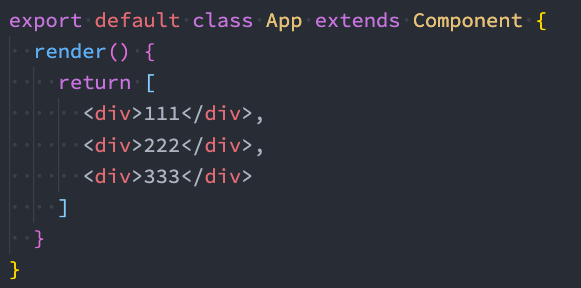 export default class App extends Component {
  render() {
    return [
      <div>111</div>,
      <div>222</div>,
      <div>333</div>
    ]
  }
}